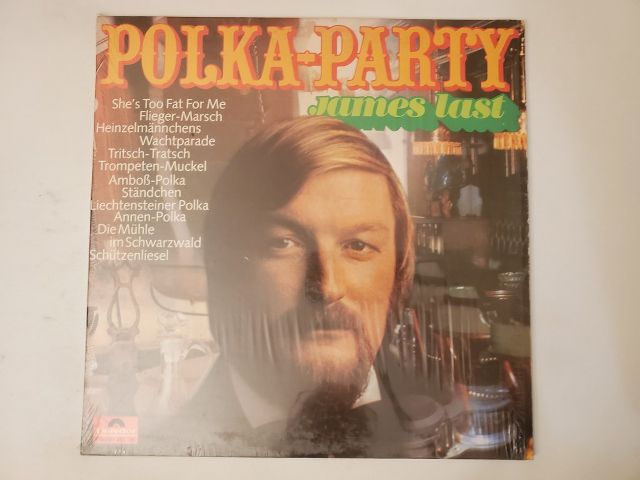 POLKA-PARTY
James last
She's Too Fat For Me
Flieger-Marsch
Heinzelmännchens
Wachtparade
Tritsch-Tratsch
Trompeten-Muckel
Amboß-Polka
Ständchen
Liechtensteiner Polka
Annen-Polka
Die Mühle
im Schwarzwald
Schützenliesel
Polydor